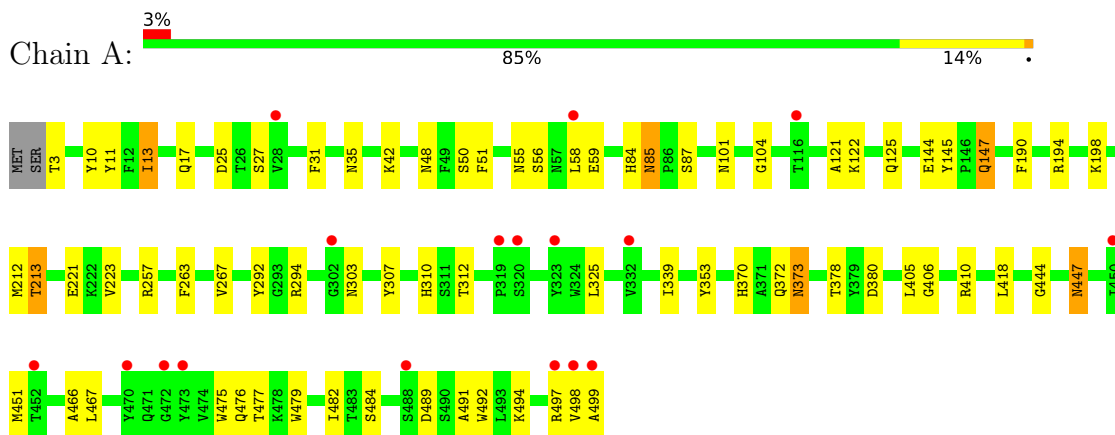 3%
Chain A:
85% 14% •
MET SER T3 Y10 Y11 F12 I13 Q17 D25 T26 S27 V28 F31 N35 K42 N48 F49 S50 F51 N55 S56 N57 L58 E59 H84 N85 P86 S87 N101 G104 T116 A121 K122 Q125 E144 Y145 P146 Q147 F190 R194 K198
M212 T213 E221 K222 V223 R257 F263 V267 Y292 G293 R294 G302 N303 Y307 H310 S311 T312 P319 S320 Y323 W324 L325 V332 I339 Y353 H370 A371 Q372 N373 T378 Y379 D380 L405 G406 R410 L418 G444 N447
M451 T452 A466 L467 Y470 Q471 G472 Y473 V474 W475 Q476 T477 K478 W479 I482 T483 S484 S488 D489 S490 A491 W492 L493 K494 R497 V498 A499